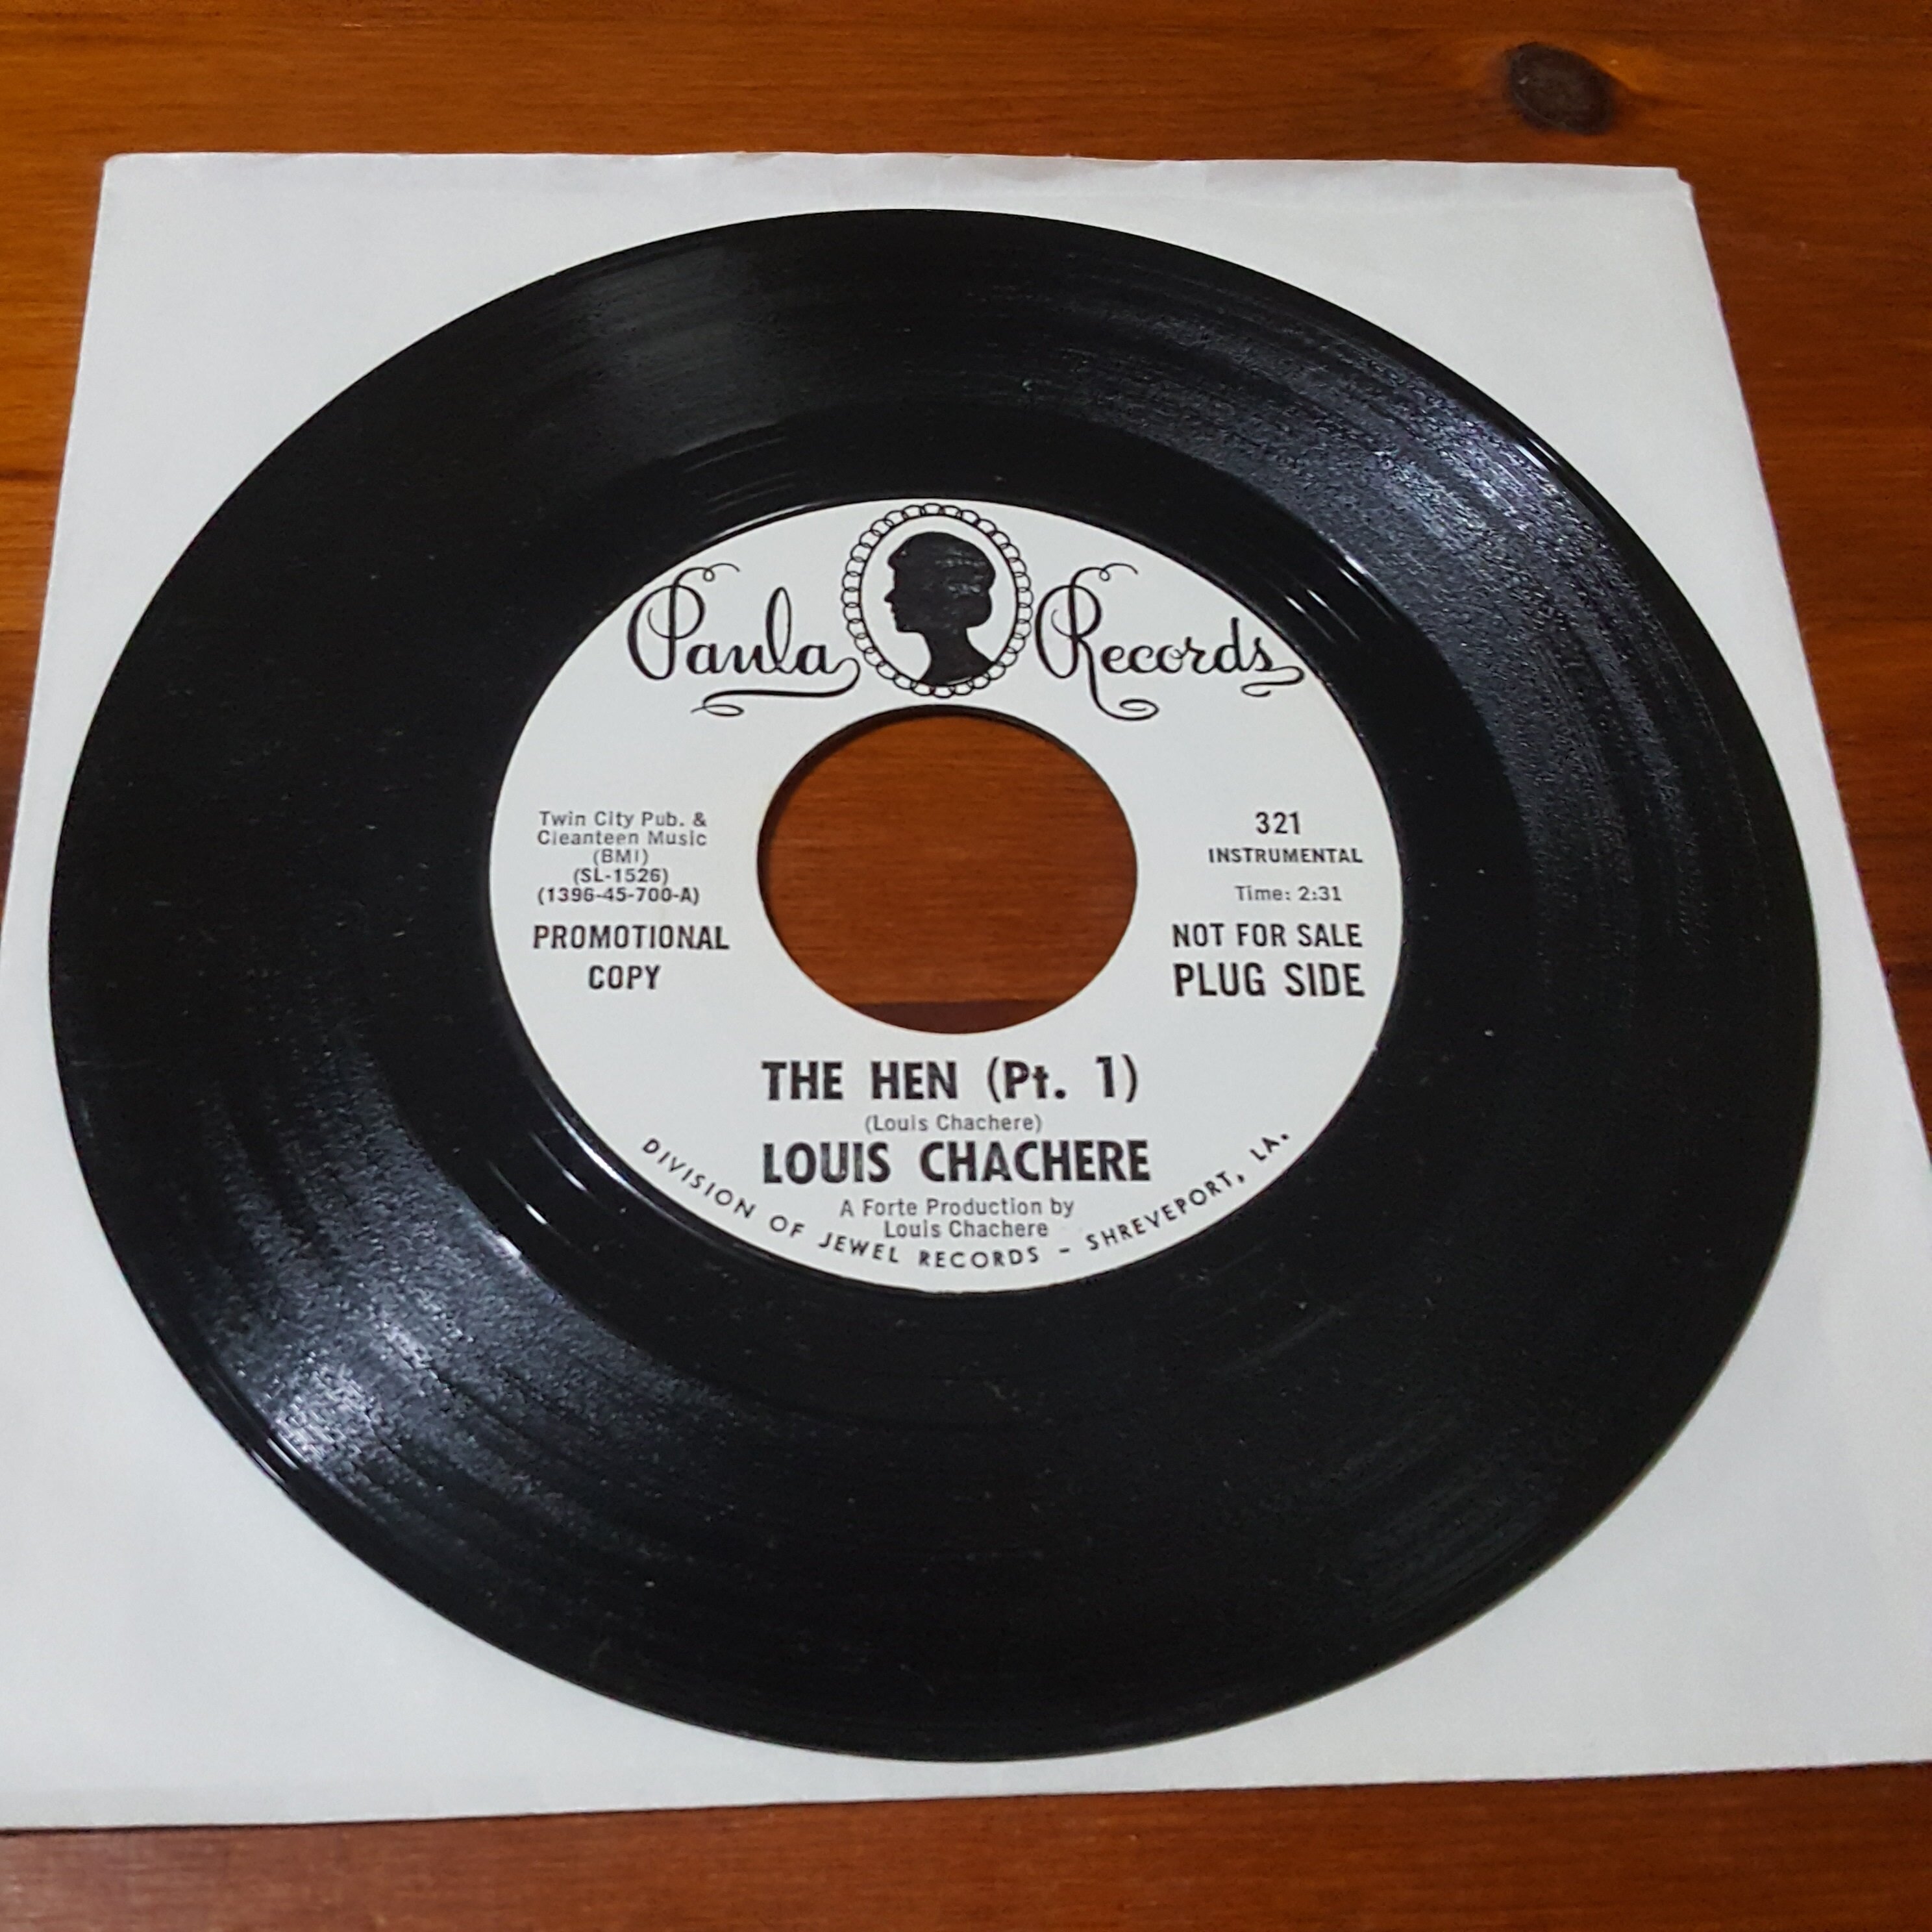 Paula Records
Twin City Pub. &
Cleanteen Music
(BMI)
(SL-1526)
(1396-45-700-A)
PROMOTIONAL
COPY
321
INSTRUMENTAL
Time: 2:31
NOT FOR SALE
PLUG SIDE
THE HEN (Pt. 1)
(Louis Chachere)
LOUIS CHACHERE
A Forte Production by
Louis Chachere
DIVISION OF JEWEL RECORDS - SHREVEPORT, LA.